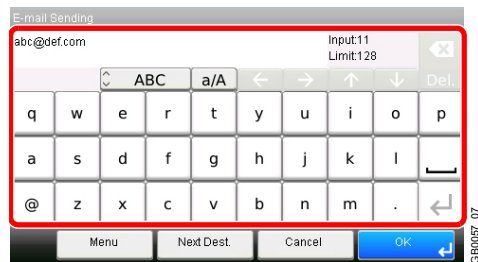 E-mail Sending
abc@def.com
Input:11
Limit:128
ABC a/A Del.
q w e r t y u i o p
a s d f g h j k l
@ z x c v b n m .
Menu Next Dest. Cancel OK
GB0057_07